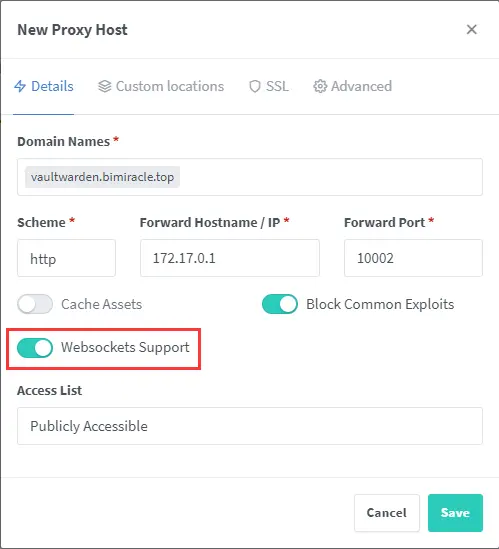 New Proxy Host
Details Custom locations SSL Advanced
Domain Names *
vaultwarden.bimiracle.top
Scheme * Forward Hostname / IP * Forward Port *
http 172.17.0.1 10002
Cache Assets Block Common Exploits
Websockets Support
Access List
Publicly Accessible
Cancel Save